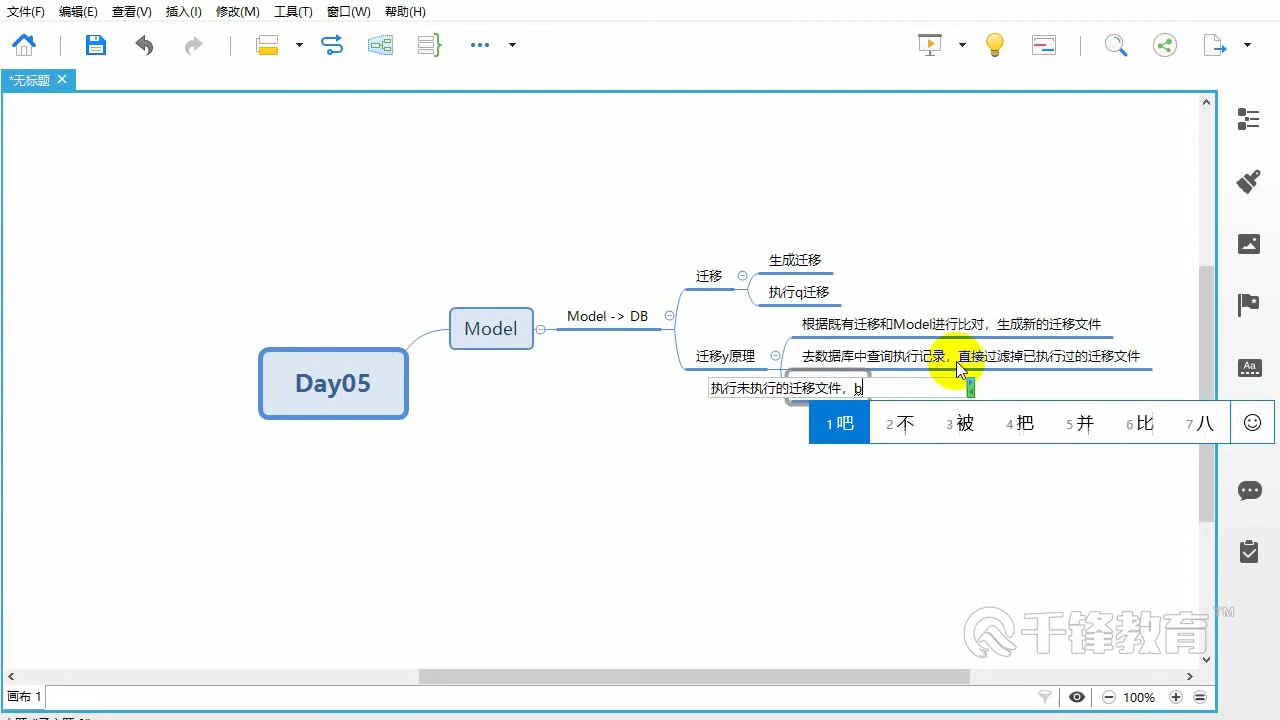 文件(F) 编辑(E) 查看(V) 插入(I) 修改(M) 工具(T) 窗口(W) 帮助(H)
*无标题
生成迁移
迁移
执行q迁移
Model -> DB
Model
根据既有迁移和Model进行比对，生成新的迁移文件
迁移y原理
去数据库中查询执行记录，直接过滤掉已执行过的迁移文件
Day05
执行未执行的迁移文件，b
1 吧 2 不 3 被 4 把 5 并 6 比 7 八
Aa
千锋教育 TM
画布 1
100%